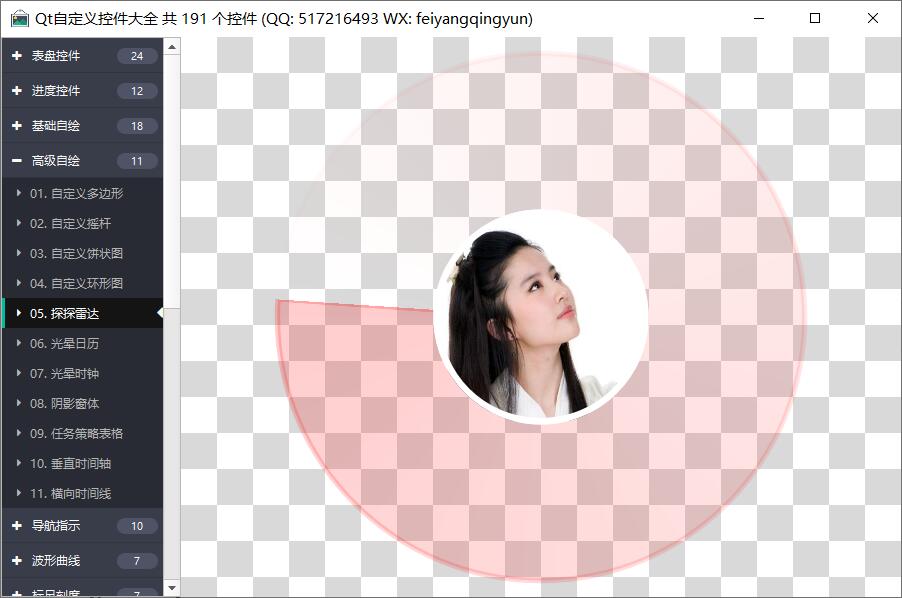 Qt自定义控件大全 共 191 个控件 (QQ: 517216493 WX: feiyangqingyun)
表盘控件 24
进度控件 12
基础自绘 18
高级自绘 11
01. 自定义多边形
02. 自定义摇杆
03. 自定义饼状图
04. 自定义环形图
05. 探探雷达
06. 光晕日历
07. 光晕时钟
08. 阴影窗体
09. 任务策略表格
10. 垂直时间轴
11. 横向时间线
导航指示 10
波形曲线 7
标尺刻度 7